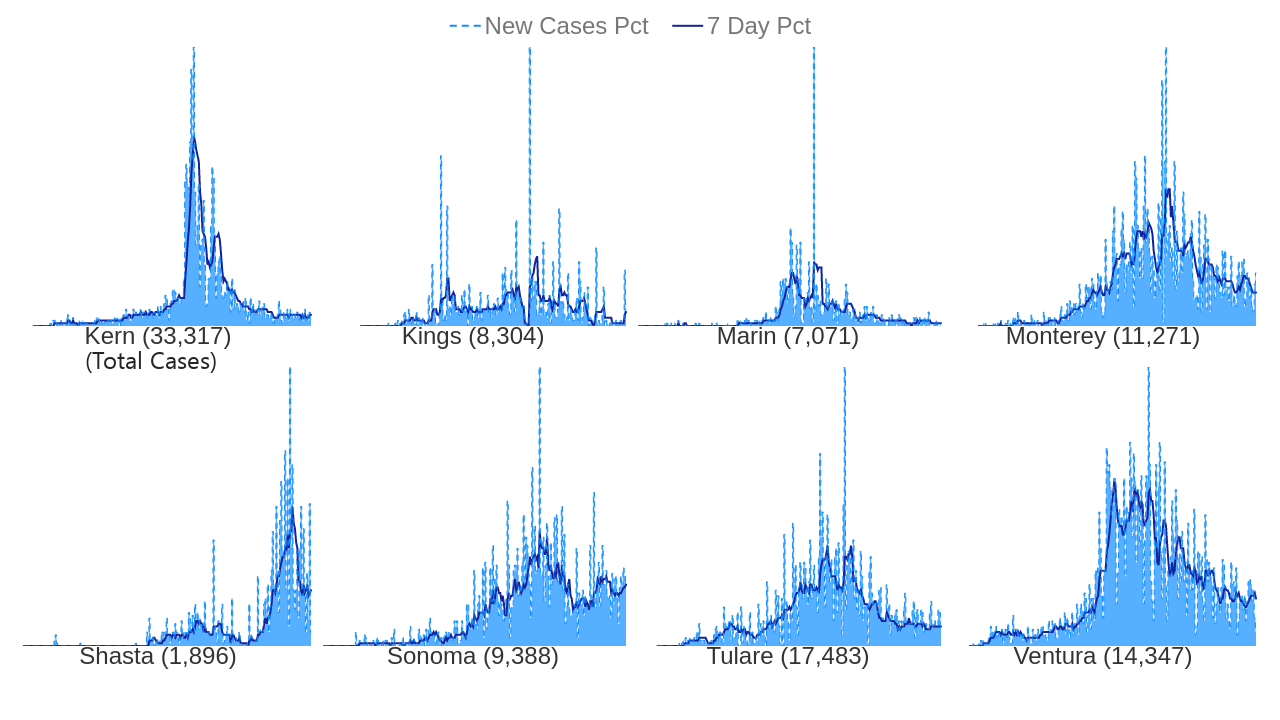 New Cases Pct 7 Day Pct
Kern (33,317) Kings (8,304) Marin (7,071) Monterey (11,271)
(Total Cases)
Shasta (1,896) Sonoma (9,388) Tulare (17,483) Ventura (14,347)